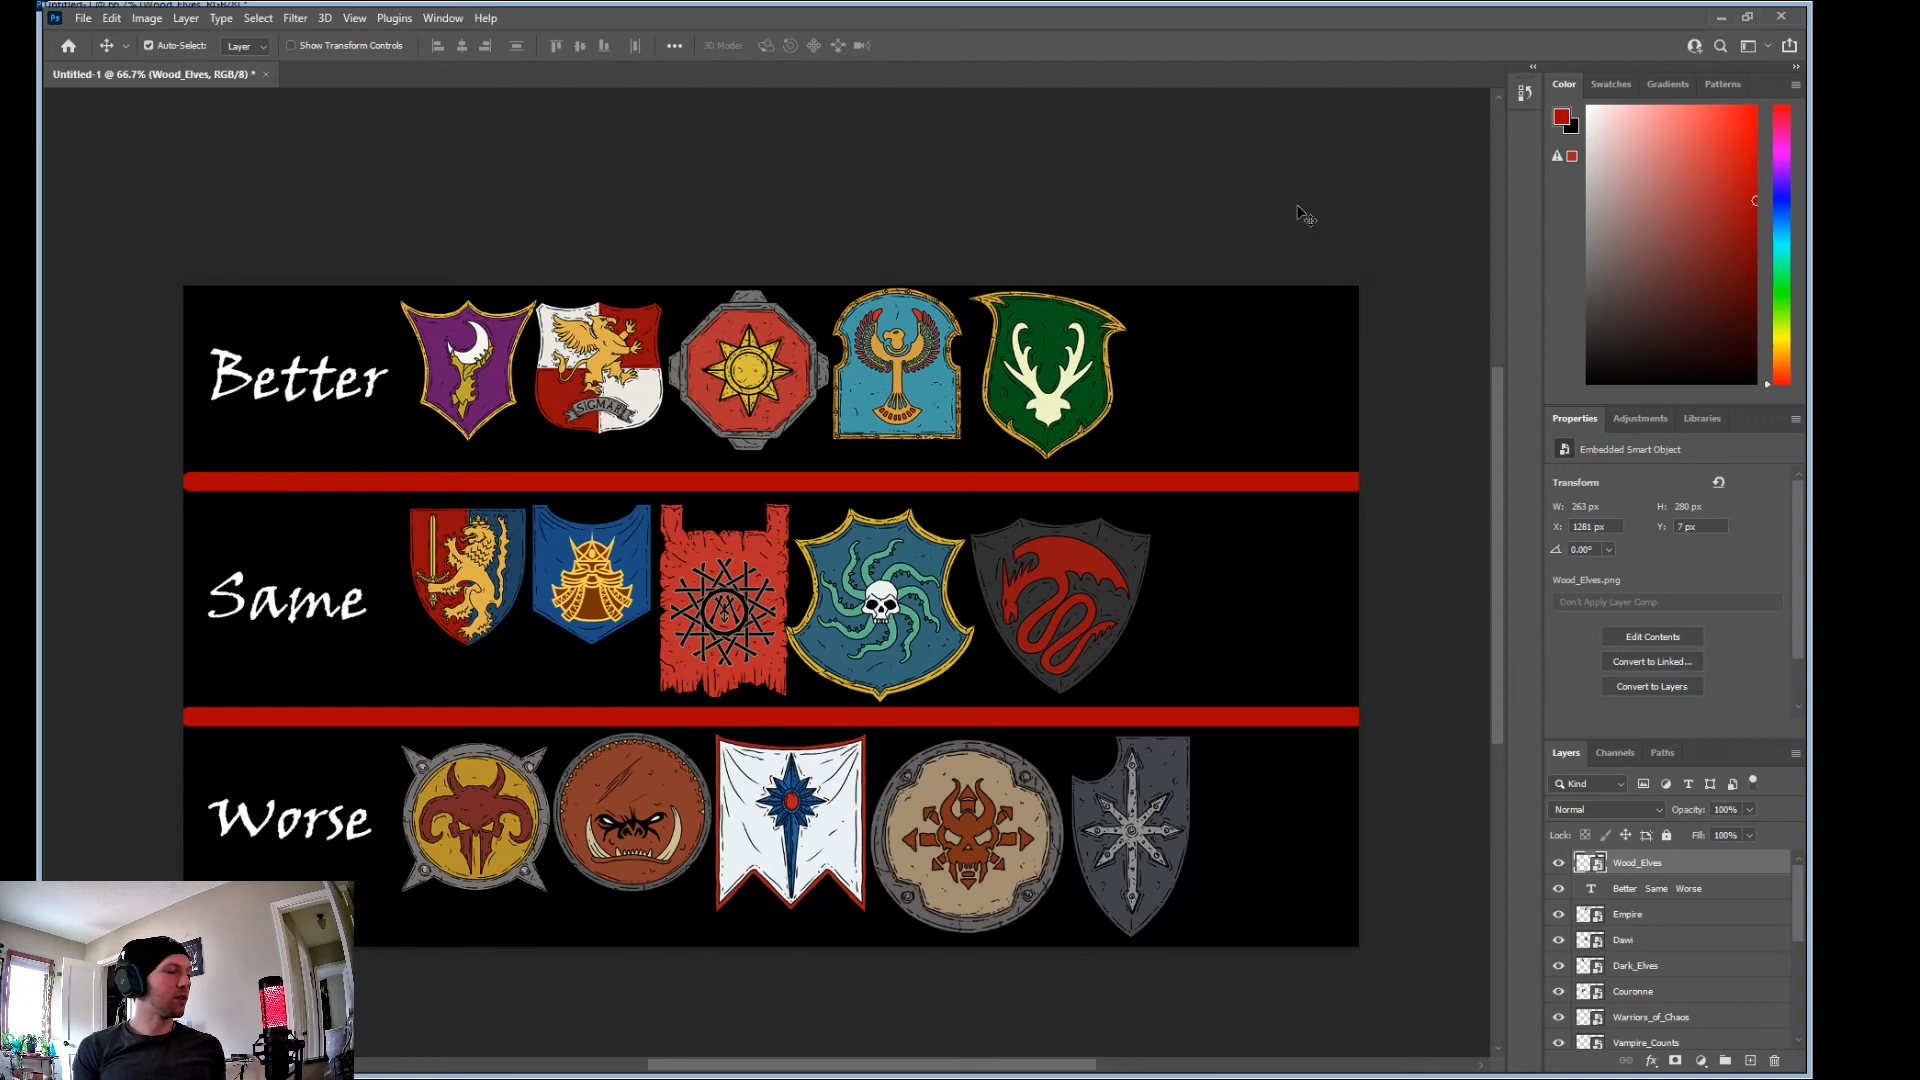 Ps File Edit Image Layer Type Select Filter 3D View Plugins Window Help
Auto-Select: Layer Show Transform Controls 3D Mode:
Untitled-1 @ 66.7% (Wood_Elves, RGB/8) *
Color Swatches Gradients Patterns
Better
SIGMAR
Same
Worse
Properties Adjustments Libraries
Embedded Smart Object
Transform
W: 263 px H: 280 px
X: 1281 px Y: 7 px
0.00°
Wood_Elves.png
Don't Apply Layer Comp
Edit Contents
Convert to Linked...
Convert to Layers
Layers Channels Paths
Kind
Normal Opacity: 100%
Lock: Fill: 100%
Wood_Elves
T Better Same Worse
Empire
Dawi
Dark_Elves
Couronne
Warriors_of_Chaos
Vampire_Counts
fx